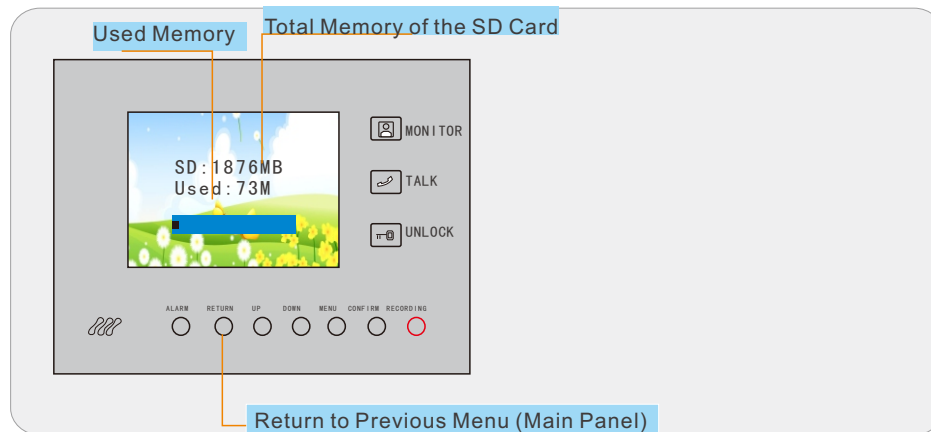 Used Memory
Total Memory of the SD Card
MONITOR
SD:1876MB
Used:73M
TALK
UNLOCK
ALARM RETURN UP DOWN MENU CONFIRM RECORDING
Return to Previous Menu (Main Panel)